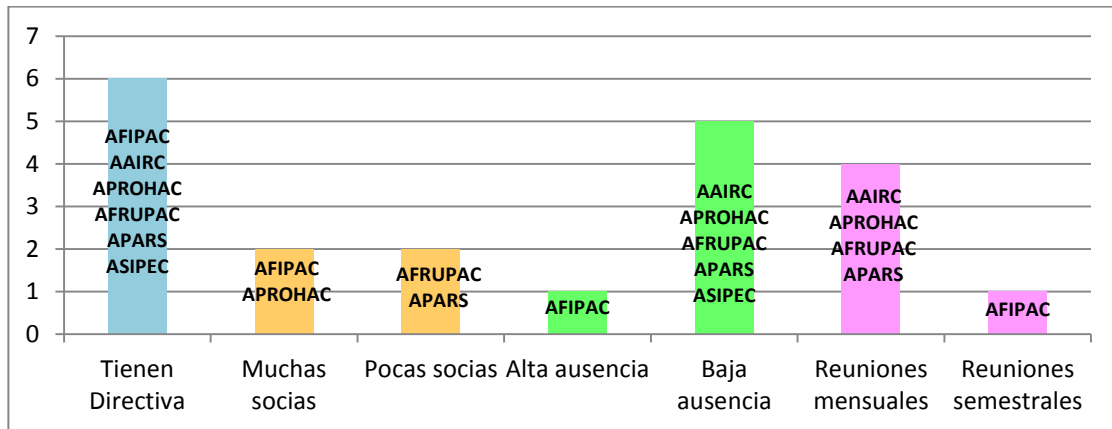 7
6
5
4
3
2
1
0
AFIPAC
AAIRC
APROHAC
AFRUPAC
APARS
ASIPEC
AFIPAC
APROHAC
AFRUPAC
APARS
AFIPAC
AAIRC
APROHAC
AFRUPAC
APARS
ASIPEC
AAIRC
APROHAC
AFRUPAC
APARS
AFIPAC
Tienen
Directiva
Muchas
socias
Pocas socias
Alta ausencia
Baja
ausencia
Reuniones
mensuales
Reuniones
semestrales